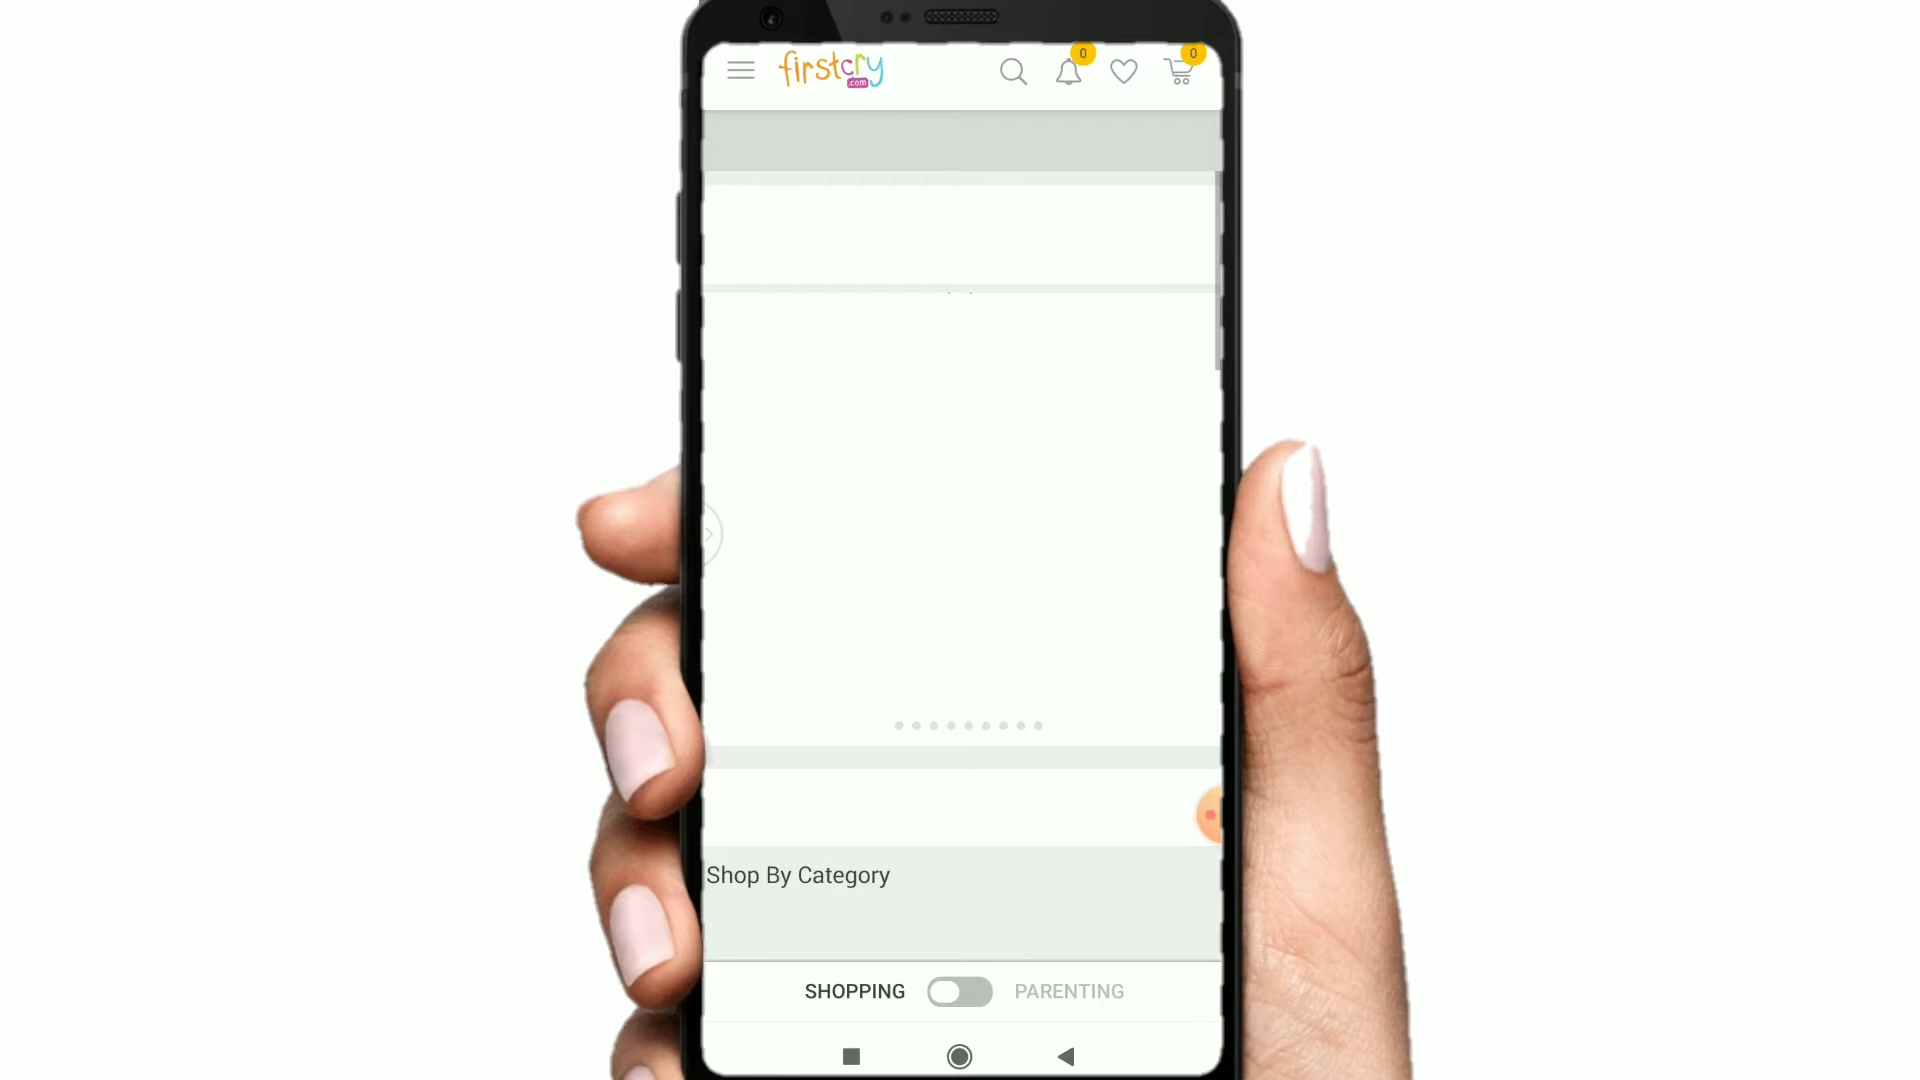 firstcry
.com
0
0
Shop By Category
SHOPPING
PARENTING